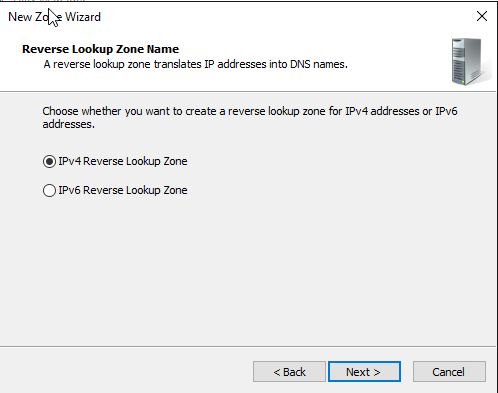 New Zone Wizard
Reverse Lookup Zone Name
A reverse lookup zone translates IP addresses into DNS names.
Choose whether you want to create a reverse lookup zone for IPv4 addresses or IPv6
addresses.
IPv4 Reverse Lookup Zone
IPv6 Reverse Lookup Zone
< Back
Next >
Cancel